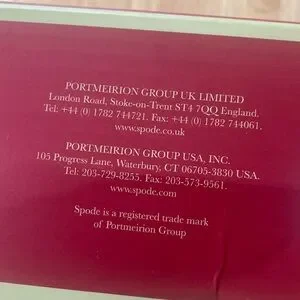 PORTMEIRION GROUP UK LIMITED
London Road, Stoke-on-Trent ST4 7QQ England.
Tel: +44 (0) 1782 744721. Fax: +44 (0) 1782 744061.
www.spode.co.uk
PORTMEIRION GROUP USA, INC.
105 Progress Lane, Waterbury, CT 06705-3830 USA.
Tel: 203-729-8255. Fax: 203-573-9561.
www.spode.com
Spode is a registered trade mark
of Portmeirion Group